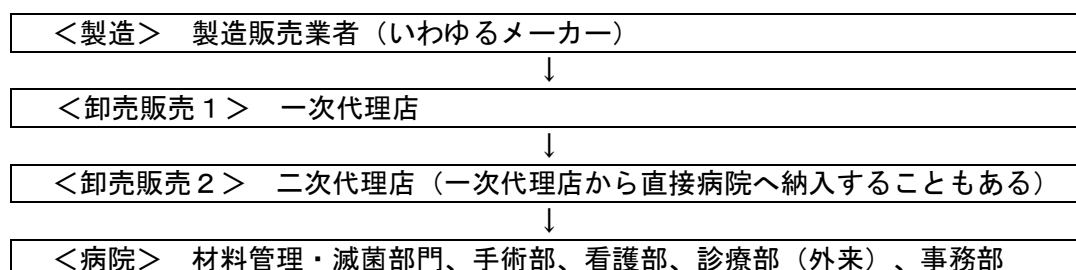 <製造> 製造販売業者（いわゆるメーカー）
↓
<卸売販売１> 一次代理店
↓
<卸売販売２> 二次代理店（一次代理店から直接病院へ納入することもある）
↓
<病院> 材料管理・滅菌部門、手術部、看護部、診療部（外来）、事務部